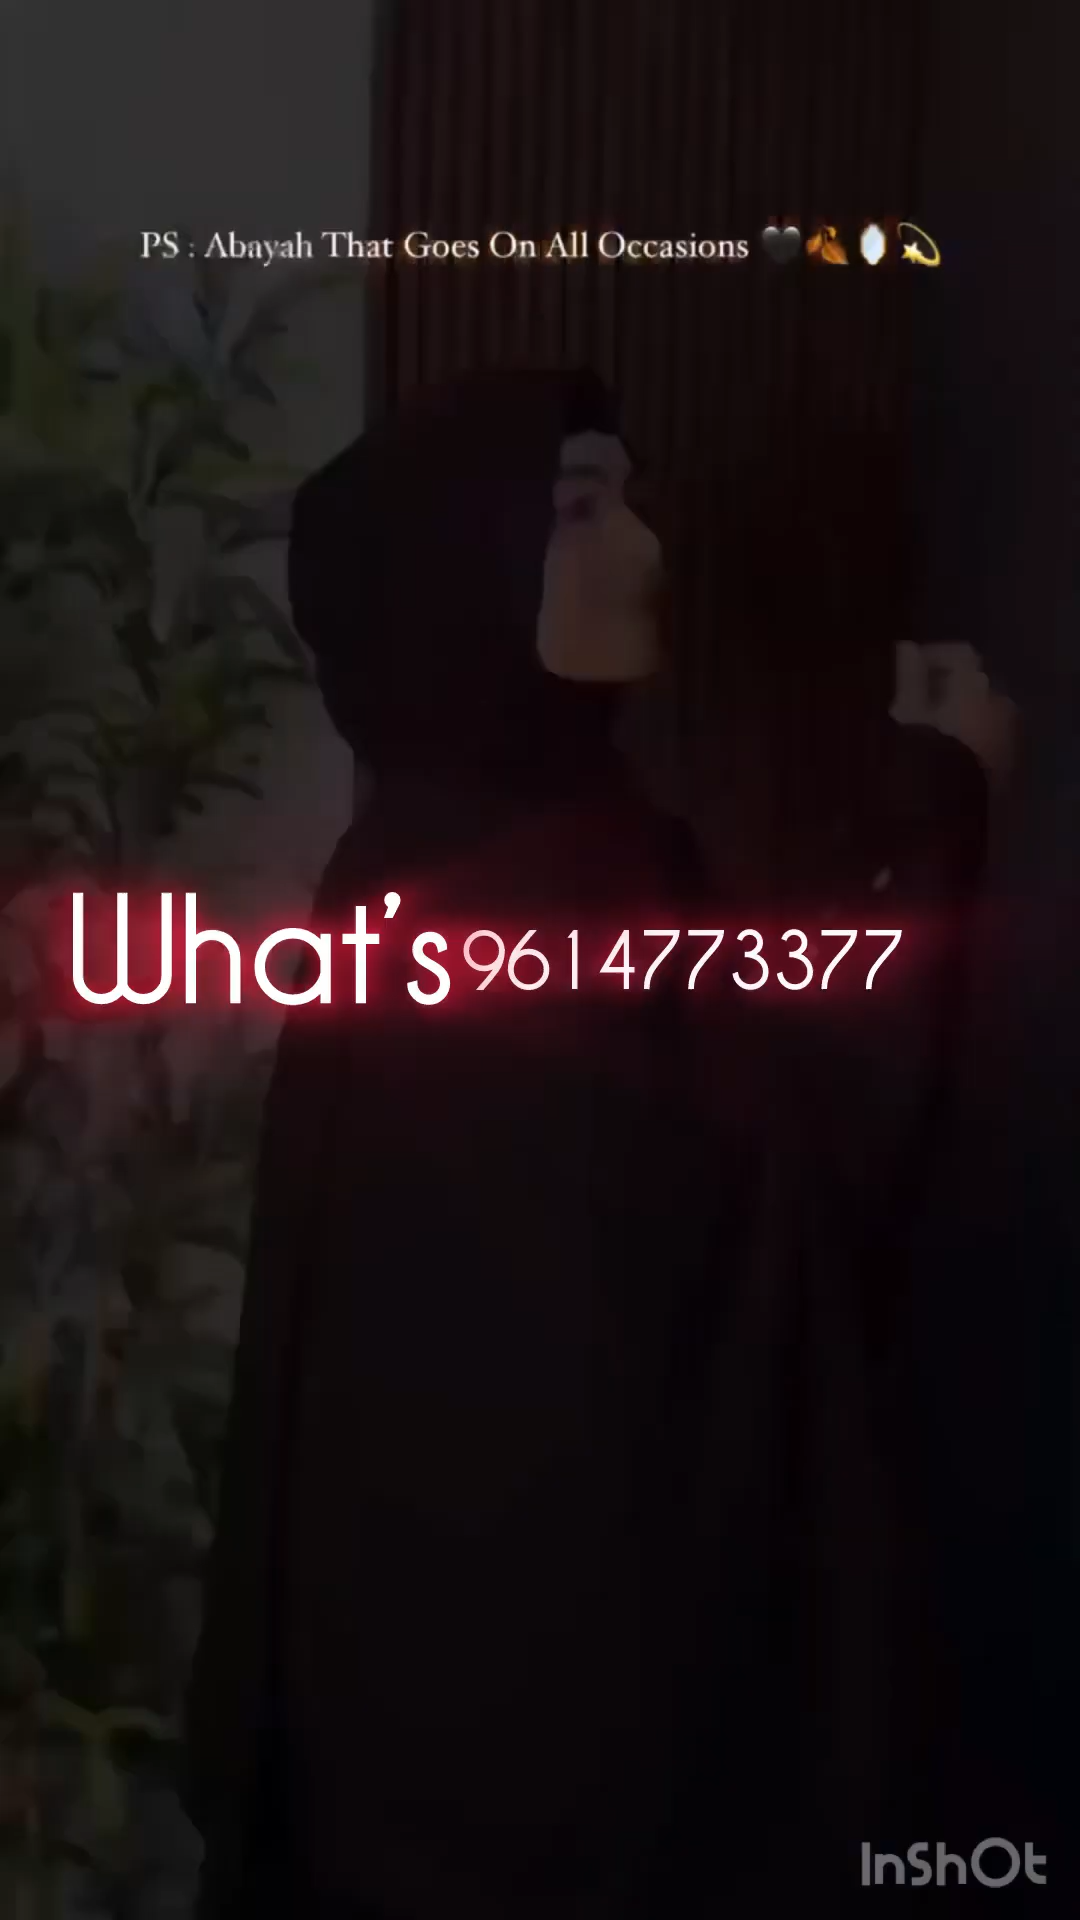 PS : Abayah That Goes On All Occasions 🖤🍂🪞💫
What's 9614773377
InShOt